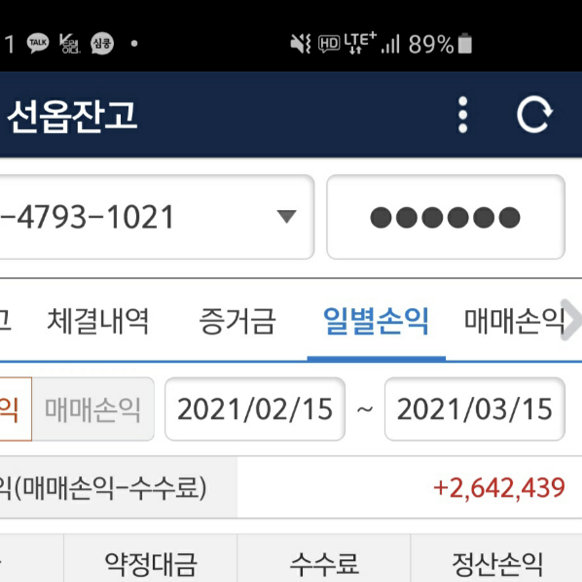 1 TALK 심쿵 HD LTE+ 89%
선옵잔고
-4793-1021 ●●●●●●
고 체결내역 증거금 일별손익 매매손익
익 매매손익 2021/02/15 ~ 2021/03/15
익(매매손익-수수료) +2,642,439
약정대금 수수료 정산손익